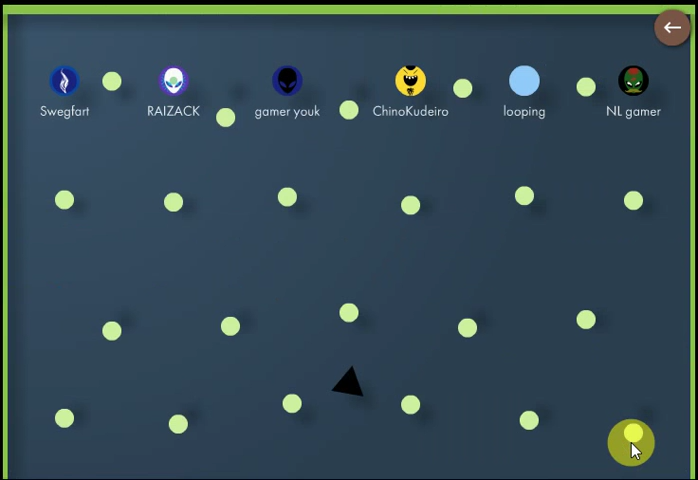 Swegfart
RAIZACK
gamer youk
ChinoKudeiro
looping
NL gamer